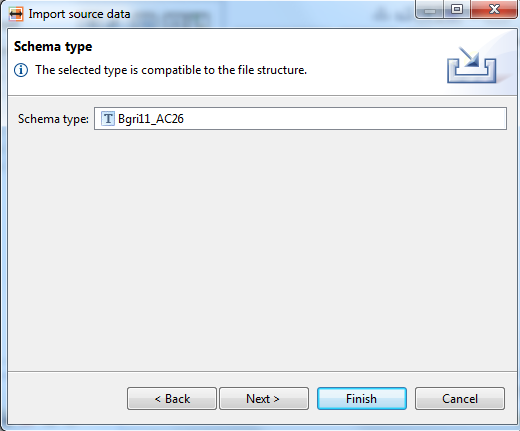 Import source data
Schema type
The selected type is compatible to the file structure.
Schema type: T Bgri11_AC26
< Back Next > Finish Cancel